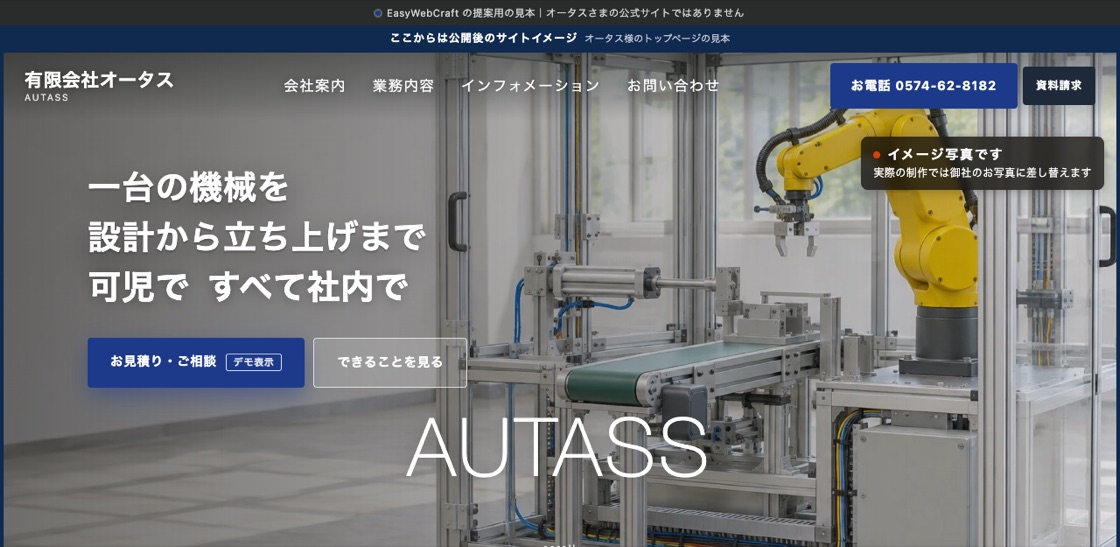 EasyWebCraft の提案用の見本｜オータスさまの公式サイトではありません
ここからは公開後のサイトイメージ オータス様のトップページの見本
有限会社オータス
AUTASS
会社案内 業務内容 インフォメーション お問い合わせ
お電話 0574-62-8182
資料請求
イメージ写真です
実際の制作では御社のお写真に差し替えます
一台の機械を
設計から立ち上げまで
可児で すべて社内で
お見積り・ご相談 デモ表示
できることを見る
AUTASS